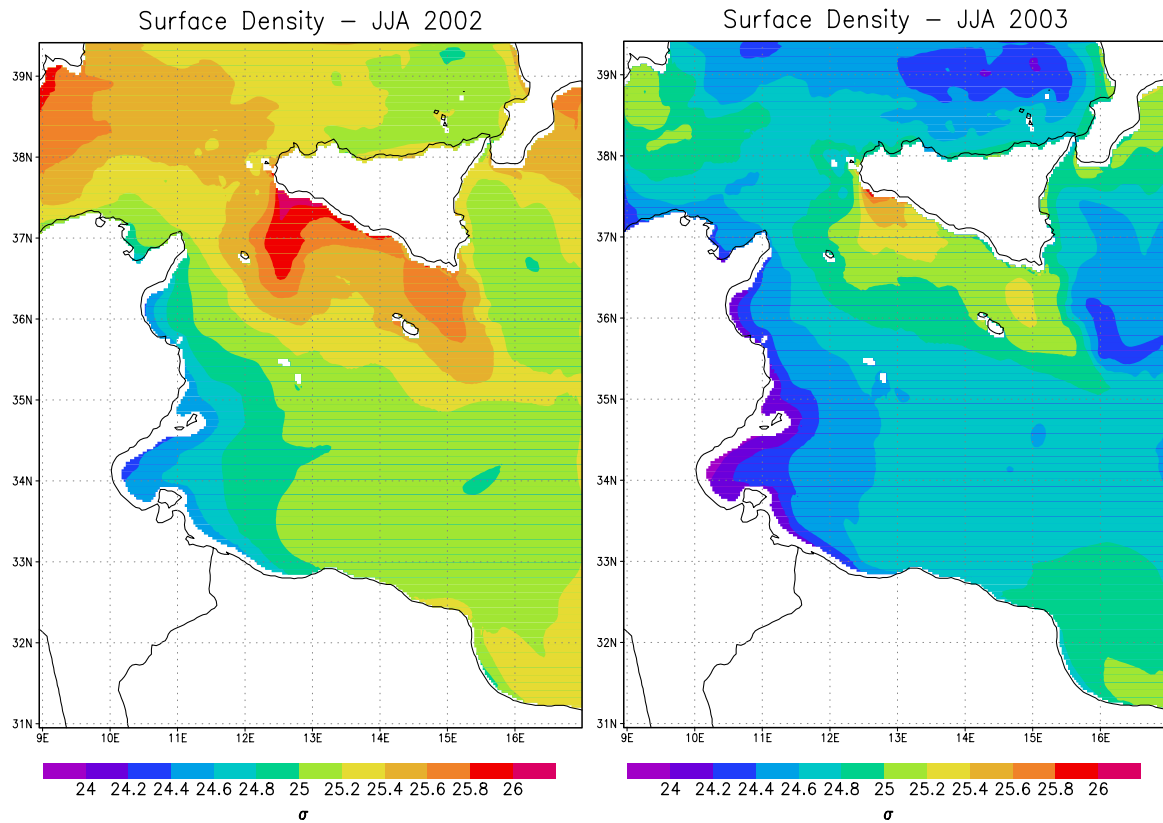 Surface Density – JJA 2002
39N
38N
37N
36N
35N
34N
33N
32N
31N
9E 10E 11E 12E 13E 14E 15E 16E
24 24.2 24.4 24.6 24.8 25 25.2 25.4 25.6 25.8 26
σ
Surface Density – JJA 2003
39N
38N
37N
36N
35N
34N
33N
32N
31N
9E 10E 11E 12E 13E 14E 15E 16E
24 24.2 24.4 24.6 24.8 25 25.2 25.4 25.6 25.8 26
σ